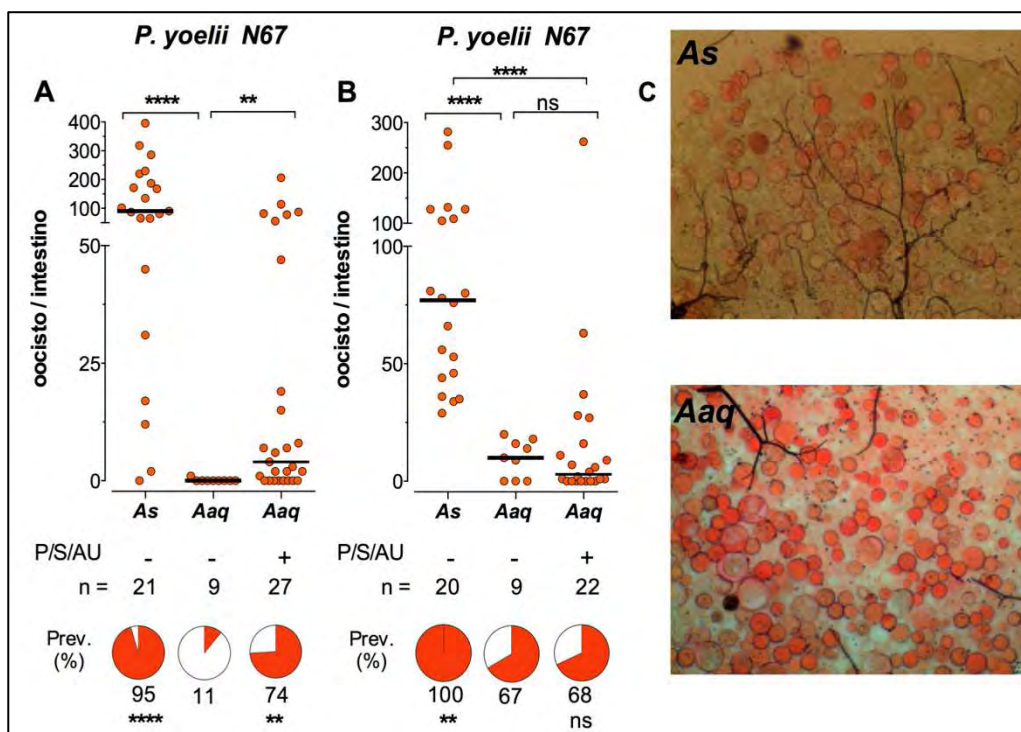 P. yoelii N67
P. yoelii N67
A
**** **
oocisto / intestino
400
300
200
100
50
25
0
As Aaq Aaq
P/S/AU - - +
n = 21 9 27
Prev.
(%)
95 11 74
**** **
B
****
**** ns
oocisto / intestino
300
200
100
100
50
0
As Aaq Aaq
- - +
P/S/AU
n = 20 9 22
Prev.
(%)
100 67 68
** ns
C
As
Aaq